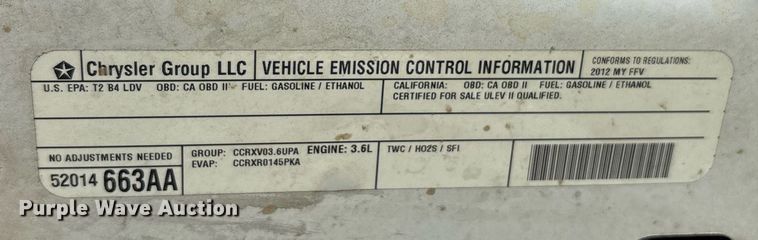 Chrysler Group LLC VEHICLE EMISSION CONTROL INFORMATION CONFORMS TO REGULATIONS:
2012 MY FFV
U.S. EPA: T2 B4 LDV OBD: CA OBD II FUEL: GASOLINE / ETHANOL CALIFORNIA: OBD: CA OBD II FUEL: GASOLINE / ETHANOL
CERTIFIED FOR SALE ULEV II QUALIFIED.
NO ADJUSTMENTS NEEDED GROUP: CCRXV03.6UPA ENGINE: 3.6L TWC / HO2S / SFI
EVAP: CCRXR0145PKA
52014 663AA
Purple Wave Auction